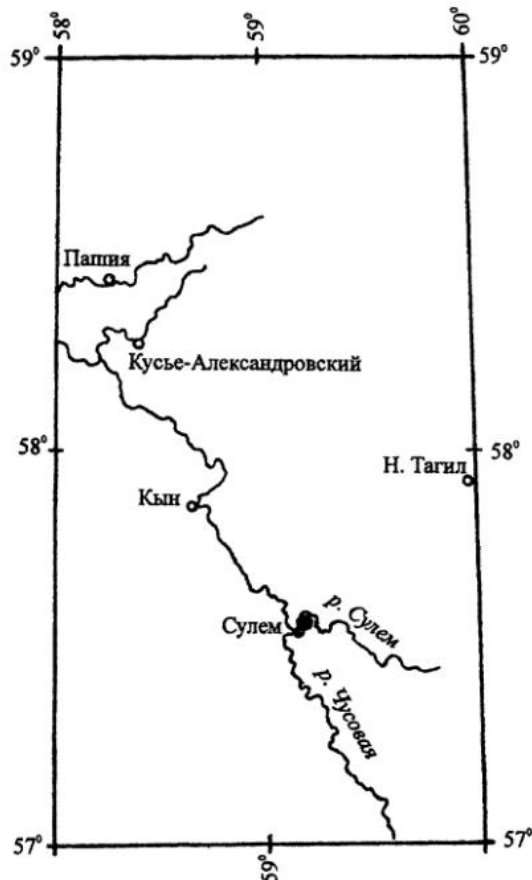 58°
59°
60°
59°
59°
Пашия
Кусье-Александровский
58°
58°
Н. Тагил
Кын
Сулем
р. Сулем
р. Чусовая
57°
57°
59°